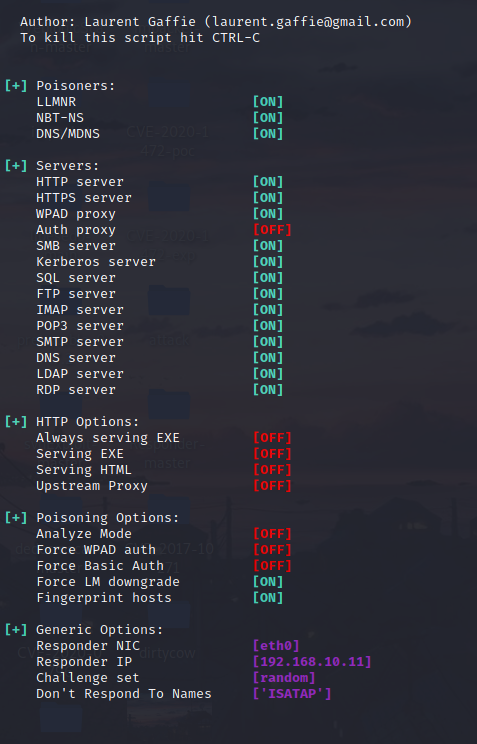 Author: Laurent Gaffie (laurent.gaffie@gmail.com)
To kill this script hit CTRL-C
[+] Poisoners:
LLMNR [ON]
NBT-NS [ON]
DNS/MDNS [ON]
[+] Servers:
HTTP server [ON]
HTTPS server [ON]
WPAD proxy [ON]
Auth proxy [OFF]
SMB server [ON]
Kerberos server [ON]
SQL server [ON]
FTP server [ON]
IMAP server [ON]
POP3 server [ON]
SMTP server [ON]
DNS server [ON]
LDAP server [ON]
RDP server [ON]
[+] HTTP Options:
Always serving EXE [OFF]
Serving EXE [OFF]
Serving HTML [OFF]
Upstream Proxy [OFF]
[+] Poisoning Options:
Analyze Mode [OFF]
Force WPAD auth [OFF]
Force Basic Auth [OFF]
Force LM downgrade [ON]
Fingerprint hosts [ON]
[+] Generic Options:
Responder NIC [eth0]
Responder IP [192.168.10.11]
Challenge set [random]
Don't Respond To Names ['ISATAP']
dirtycow